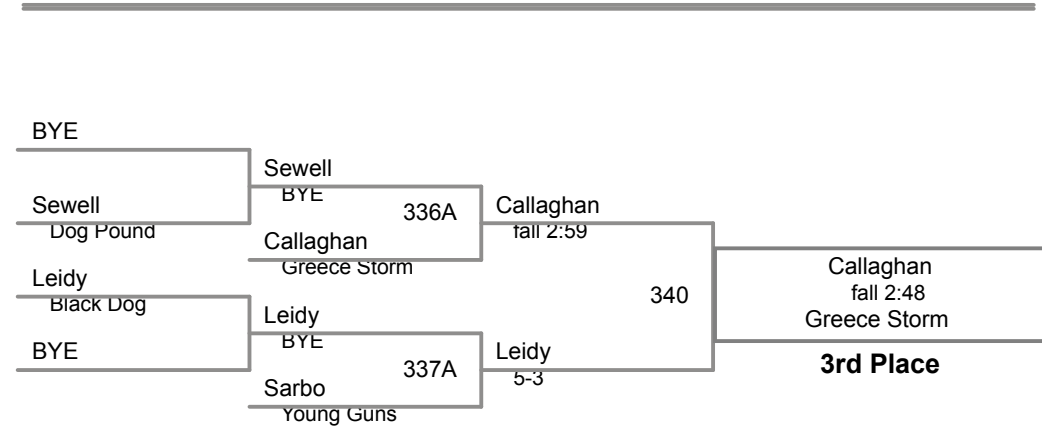 BYE
Sewell
BYE
Sewell
Dog Pound
336A
Callaghan
fall 2:59
Callaghan
Greece Storm
Callaghan
fall 2:48
Greece Storm
3rd Place
Leidy
Black Dog
340
Leidy
BYE
BYE
337A
Leidy
5-3
Sarbo
Young Guns